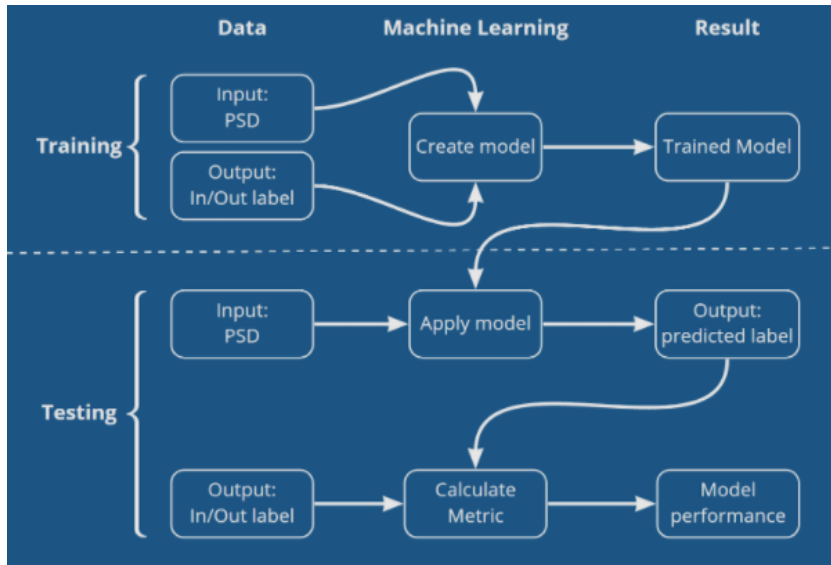 Data
Machine Learning
Result
Training
Input:
PSD
Output:
In/Out label
Create model
Trained Model
Testing
Input:
PSD
Apply model
Output:
predicted label
Output:
In/Out label
Calculate
Metric
Model
performance